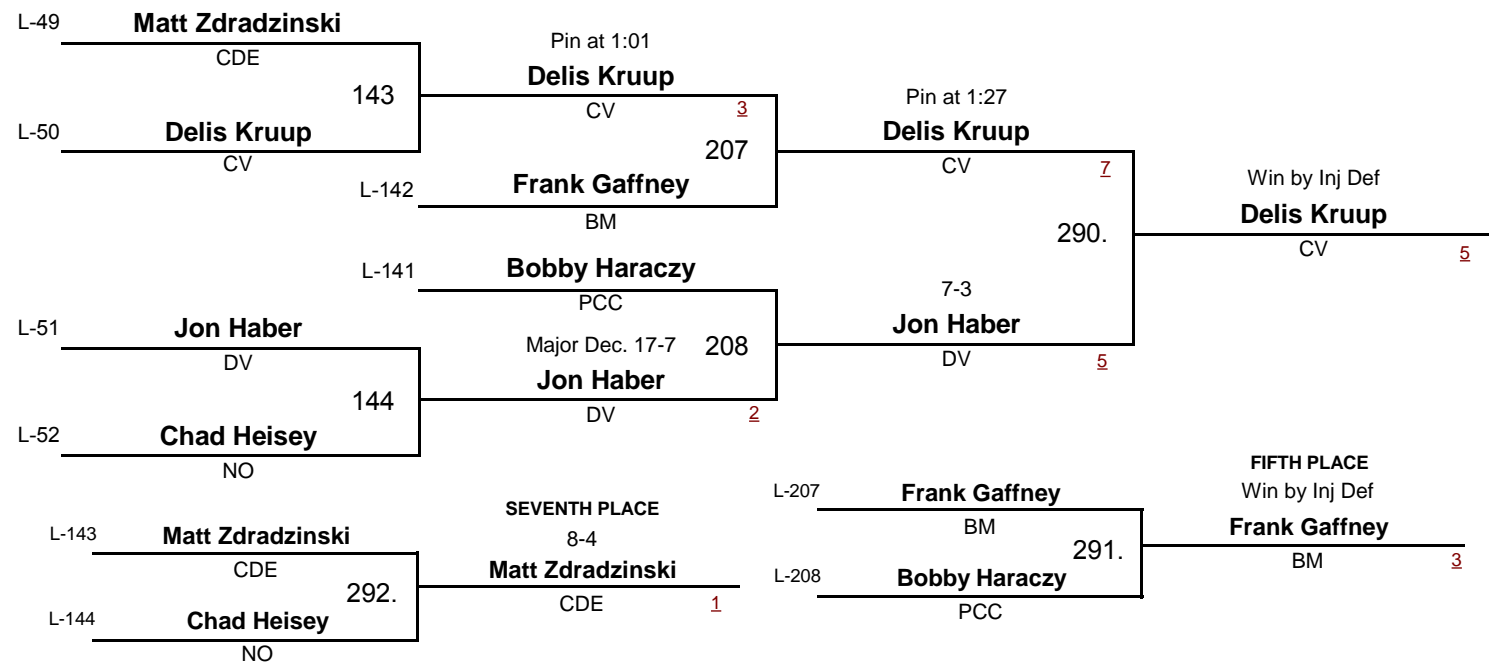 L-49
Matt Zdradzinski
CDE
143
L-50
Delis Kruup
CV
Pin at 1:01
Delis Kruup
CV
3
207
L-142
Frank Gaffney
BM
Pin at 1:27
Delis Kruup
CV
7
290.
Win by Inj Def
Delis Kruup
CV
5
L-141
Bobby Haraczy
PCC
208
L-51
Jon Haber
DV
144
L-52
Chad Heisey
NO
Major Dec. 17-7
Jon Haber
DV
2
7-3
Jon Haber
DV
5
L-143
Matt Zdradzinski
CDE
292.
L-144
Chad Heisey
NO
SEVENTH PLACE
8-4
Matt Zdradzinski
CDE
1
L-207
Frank Gaffney
BM
291.
L-208
Bobby Haraczy
PCC
FIFTH PLACE
Win by Inj Def
Frank Gaffney
BM
3